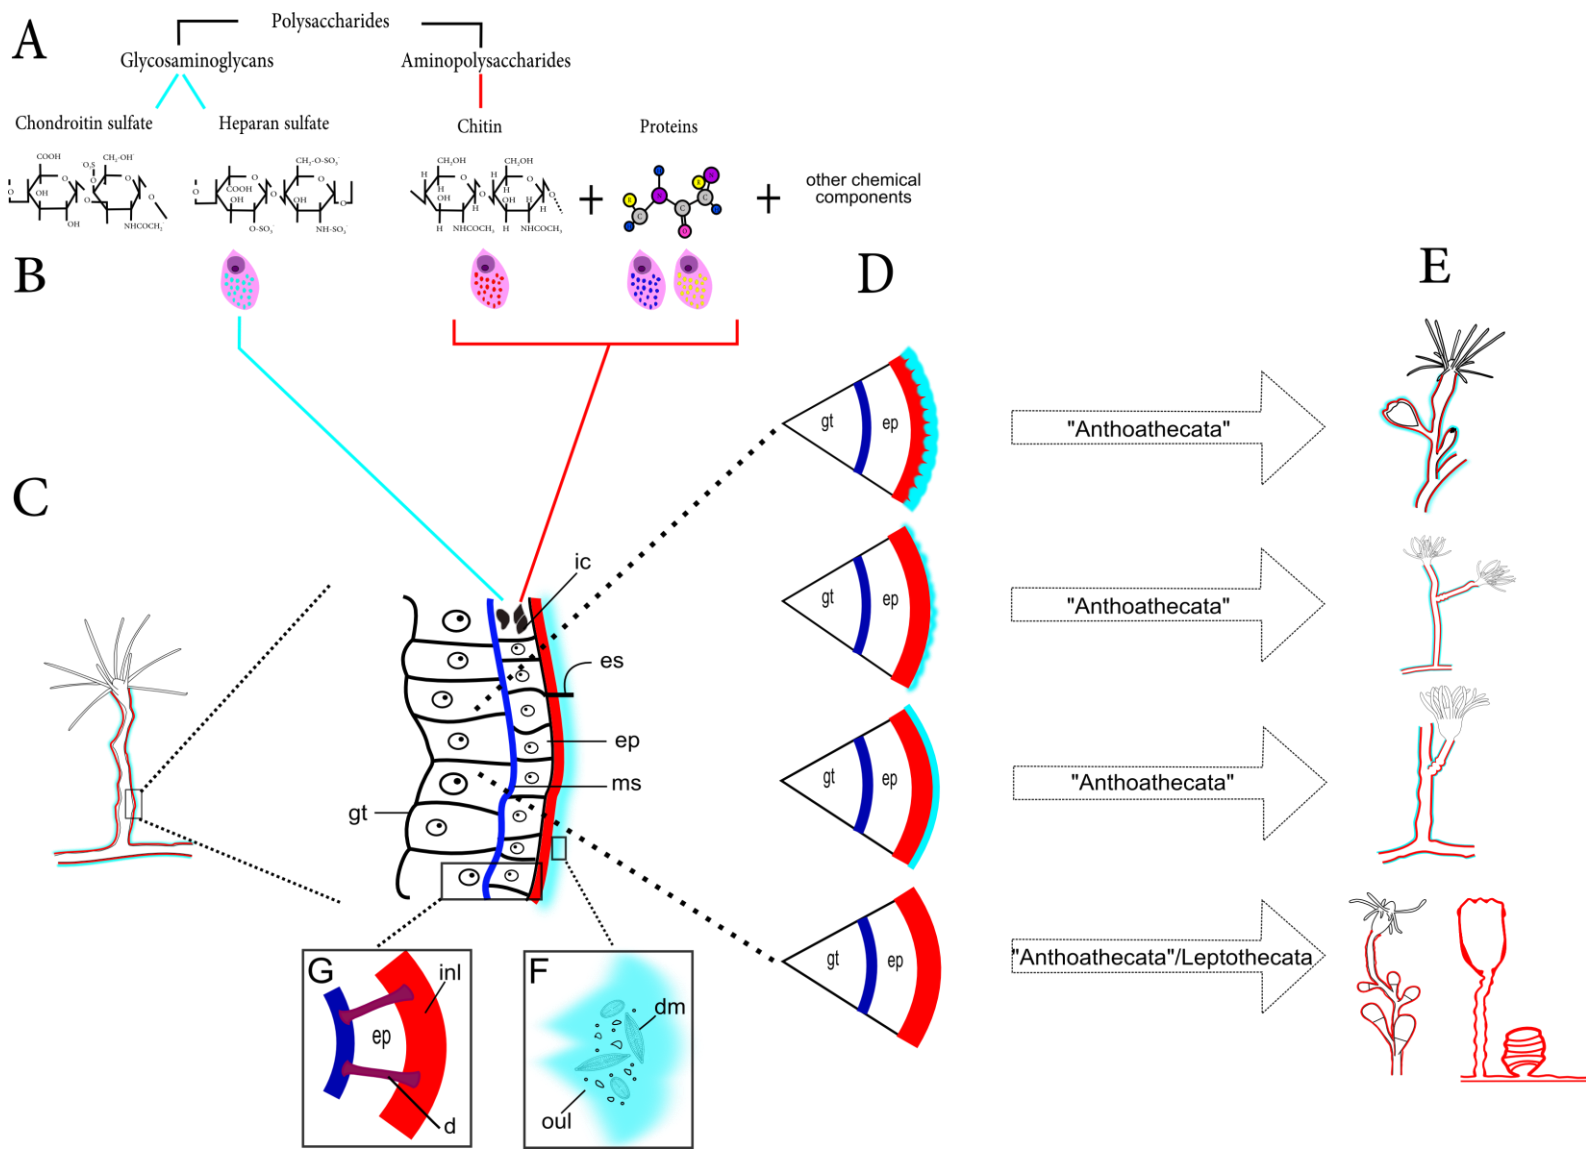 A
Polysaccharides
Glycosaminoglycans
Aminopolysaccharides
Chondroitin sulfate
Heparan sulfate
Chitin
Proteins
other chemical
components
+
+
B
D
E
C
gt
ep
"Anthoathecata"
gt
ep
"Anthoathecata"
gt
ep
"Anthoathecata"
gt
ep
"Anthoathecata"/Leptothecata
ic
es
ep
ms
gt
G
inl
ep
d
F
dm
oul